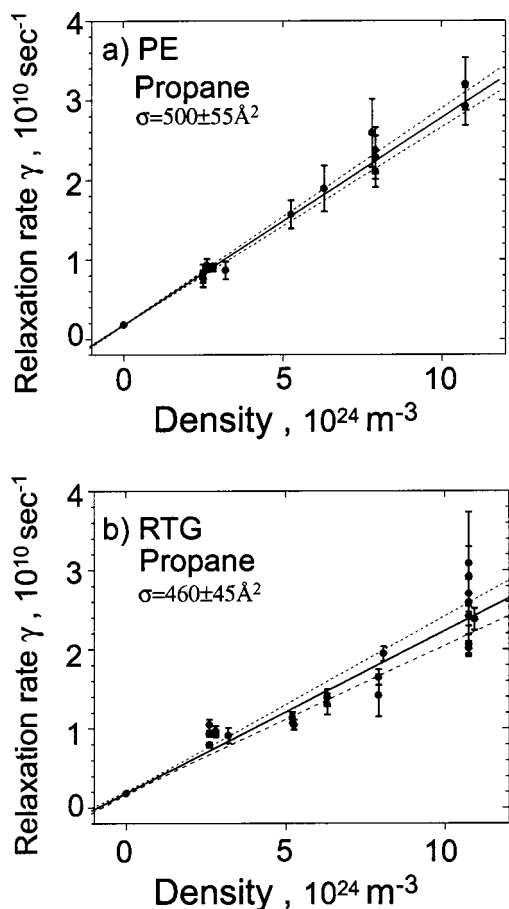 a) PE
Propane
σ=500±55Å²
Relaxation rate γ , 10¹⁰ sec⁻¹
4
3
2
1
0
0 5 10
Density , 10²⁴ m⁻³
b) RTG
Propane
σ=460±45Å²
Relaxation rate γ , 10¹⁰ sec⁻¹
4
3
2
1
0
0 5 10
Density , 10²⁴ m⁻³